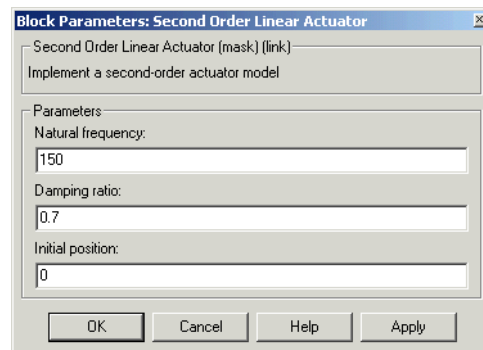 Block Parameters: Second Order Linear Actuator
Second Order Linear Actuator (mask) (link)
Implement a second-order actuator model
Parameters
Natural frequency:
150
Damping ratio:
0.7
Initial position:
0
OK Cancel Help Apply